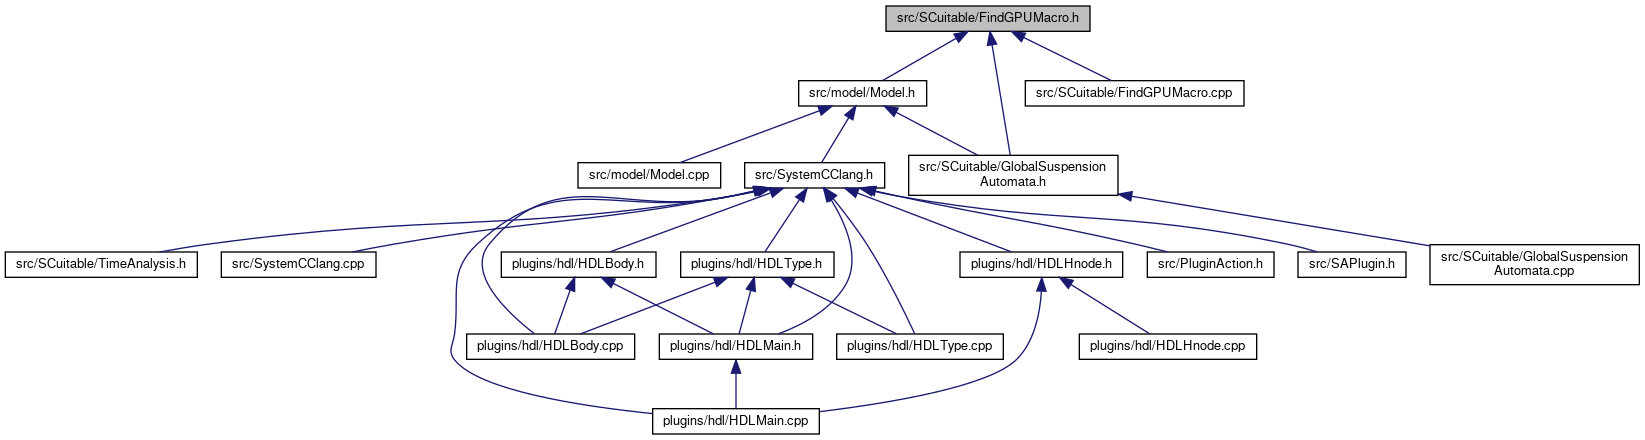 src/SCuitable/FindGPUMacro.h
src/model/Model.h
src/SCuitable/FindGPUMacro.cpp
src/model/Model.cpp
src/SystemCClang.h
src/SCuitable/GlobalSuspension
Automata.h
src/SCuitable/TimeAnalysis.h
src/SystemCClang.cpp
plugins/hdl/HDLBody.h
plugins/hdl/HDLType.h
plugins/hdl/HDLHnode.h
src/PluginAction.h
src/SAPlugin.h
src/SCuitable/GlobalSuspension
Automata.cpp
plugins/hdl/HDLBody.cpp
plugins/hdl/HDLMain.h
plugins/hdl/HDLType.cpp
plugins/hdl/HDLHnode.cpp
plugins/hdl/HDLMain.cpp